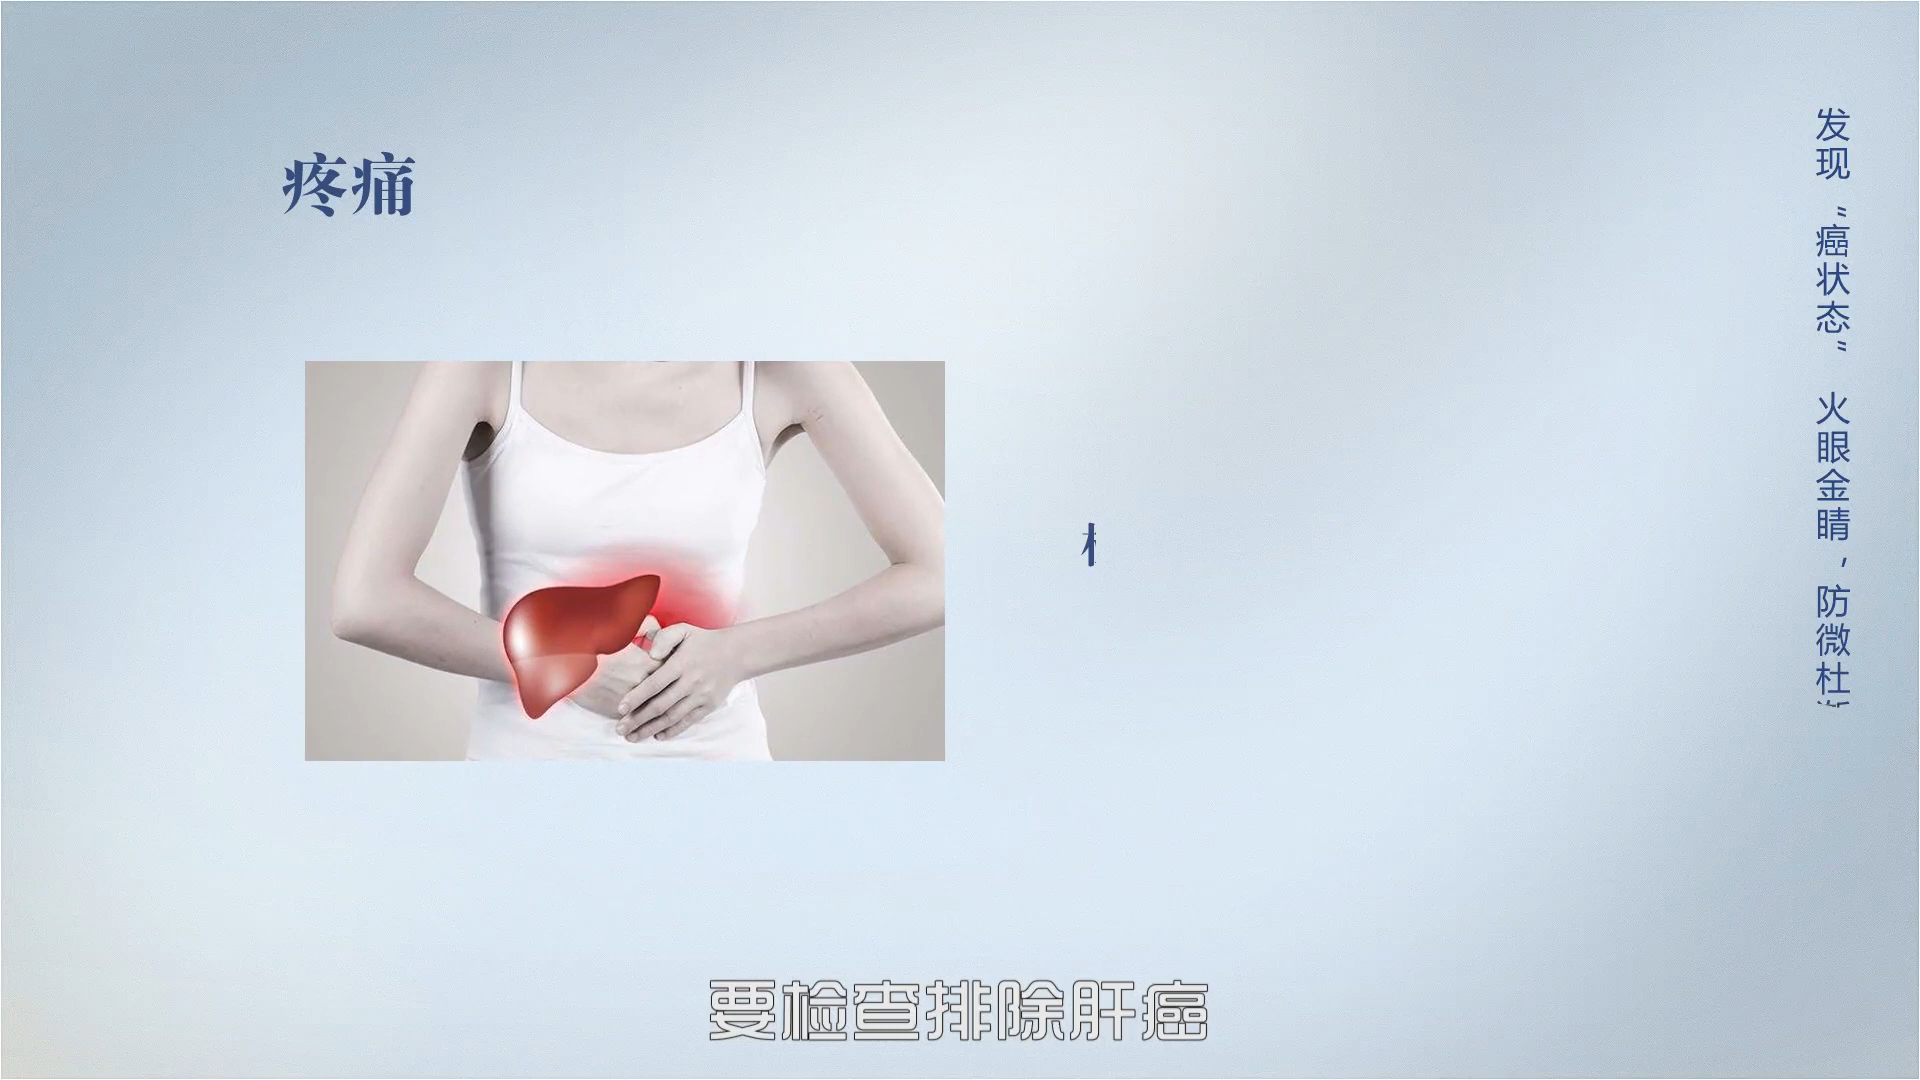 疼痛
发现“癌状态” 火眼金睛，防微杜
要检查排除肝癌